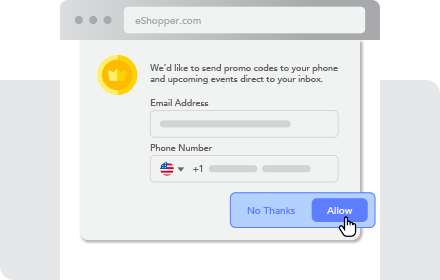 eShopper.com
We'd like to send promo codes to your phone
and upcoming events direct to your inbox.
Email Address
Phone Number
+1
No Thanks
Allow